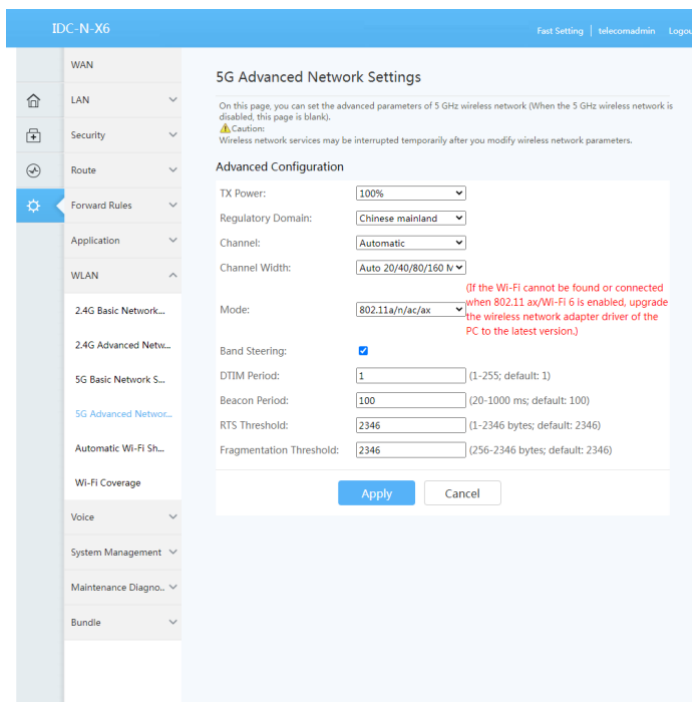 IDC-N-X6
Fast Setting | telecomadmin Logou
WAN
LAN
Security
Route
Forward Rules
Application
WLAN
2.4G Basic Network...
2.4G Advanced Netw...
5G Basic Network S...
5G Advanced Networ...
Automatic Wi-Fi Sh...
Wi-Fi Coverage
Voice
System Management
Maintenance Diagno...
Bundle
5G Advanced Network Settings
On this page, you can set the advanced parameters of 5 GHz wireless network (When the 5 GHz wireless network is
disabled, this page is blank).
Caution:
Wireless network services may be interrupted temporarily after you modify wireless network parameters.
Advanced Configuration
TX Power: 100%
Regulatory Domain: Chinese mainland
Channel: Automatic
Channel Width: Auto 20/40/80/160 M
Mode: 802.11a/n/ac/ax
(If the Wi-Fi cannot be found or connected
when 802.11 ax/Wi-Fi 6 is enabled, upgrade
the wireless network adapter driver of the
PC to the latest version.)
Band Steering:
DTIM Period: 1 (1-255; default: 1)
Beacon Period: 100 (20-1000 ms; default: 100)
RTS Threshold: 2346 (1-2346 bytes; default: 2346)
Fragmentation Threshold: 2346 (256-2346 bytes; default: 2346)
Apply Cancel